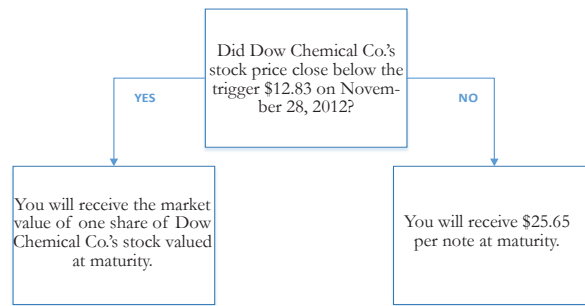 Did Dow Chemical Co.'s
stock price close below the
trigger $12.83 on Novem-
ber 28, 2012?
YES
NO
You will receive the market
value of one share of Dow
Chemical Co.'s stock valued
at maturity.
You will receive $25.65
per note at maturity.